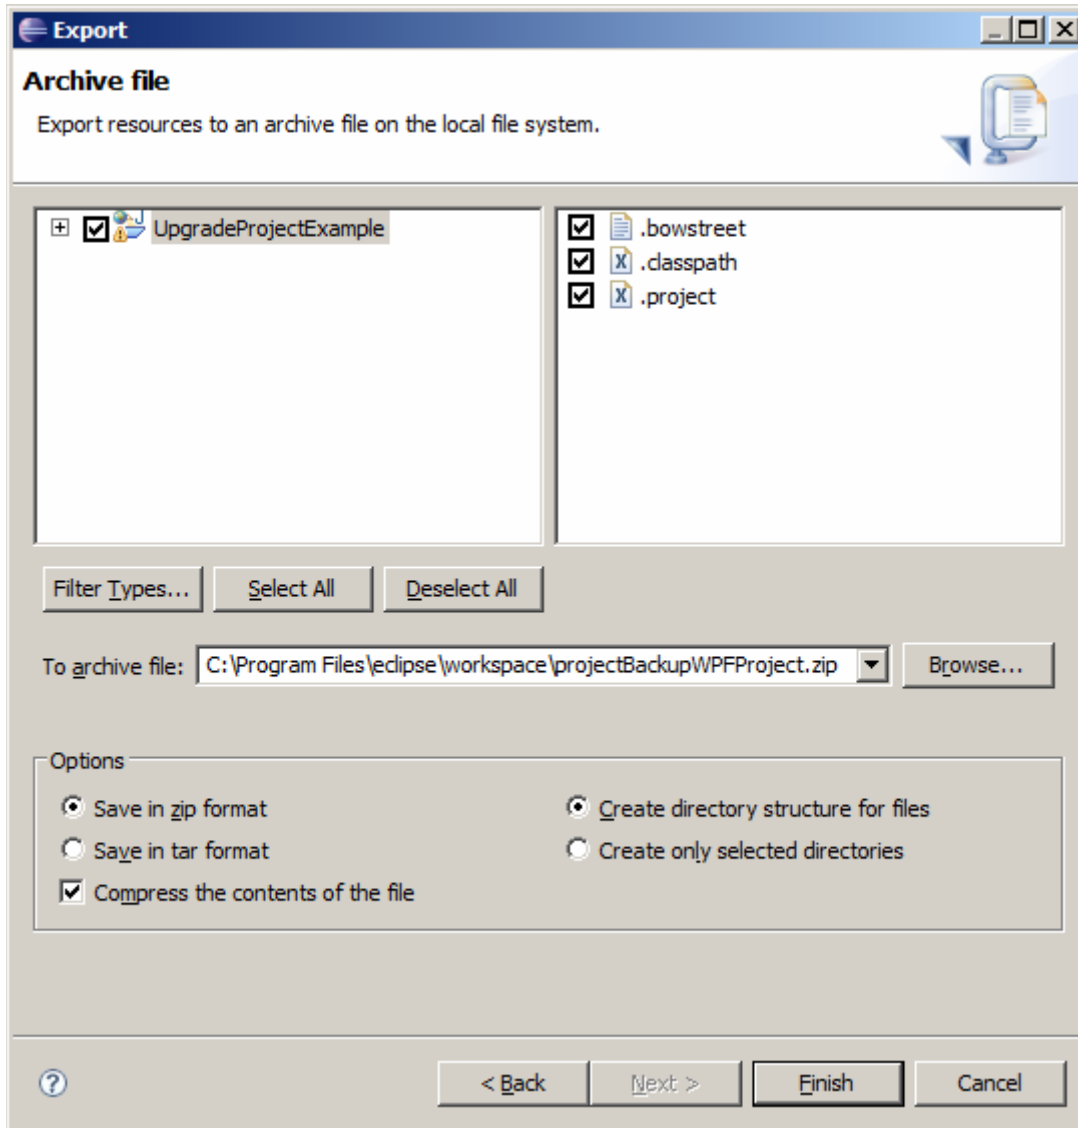 Export
Archive file
Export resources to an archive file on the local file system.
UpgradeProjectExample
.bowstreet
.classpath
.project
Filter Types... Select All Deselect All
To archive file: C:\Program Files\eclipse\workspace\projectBackupWPFProject.zip Browse...
Options
Save in zip format Create directory structure for files
Save in tar format Create only selected directories
Compress the contents of the file
? < Back Next > Finish Cancel